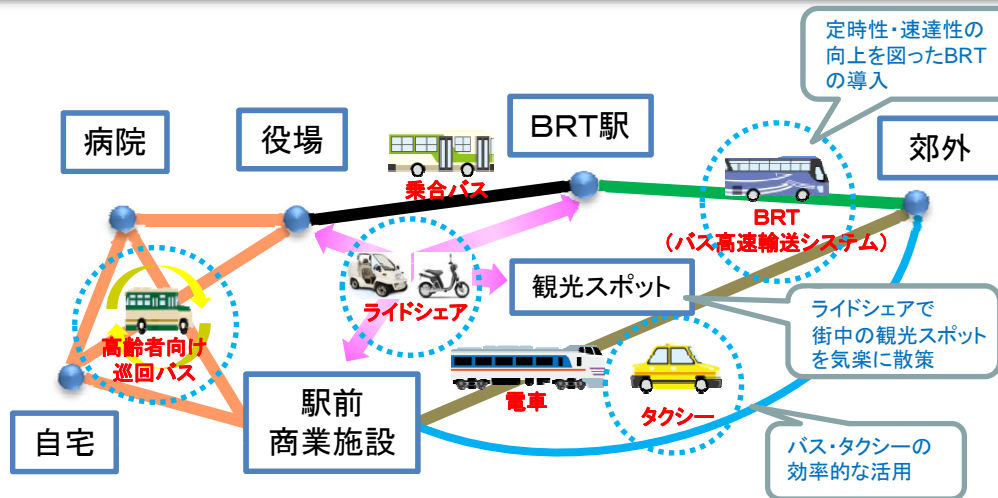 定時性・速達性の
向上を図ったBRT
の導入
病院
役場
BRT駅
郊外
乗合バス
BRT
（バス高速輸送システム）
ライドシェア
観光スポット
ライドシェアで
街中の観光スポット
を気楽に散策
高齢者向け
巡回バス
電車
タクシー
自宅
駅前
商業施設
バス・タクシーの
効率的な活用